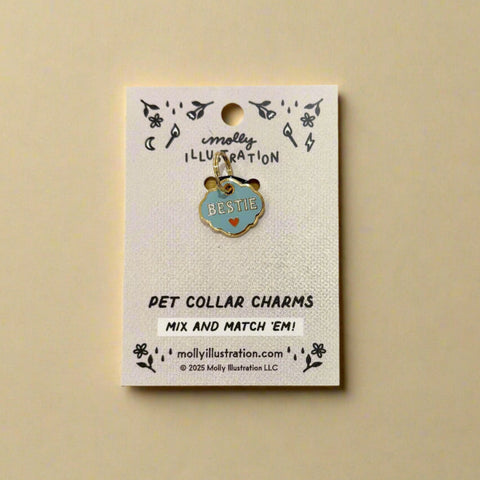 molly
ILLUSTRATION
BESTIE
PET COLLAR CHARMS
MIX AND MATCH 'EM!
mollyillustration.com
© 2025 Molly Illustration LLC